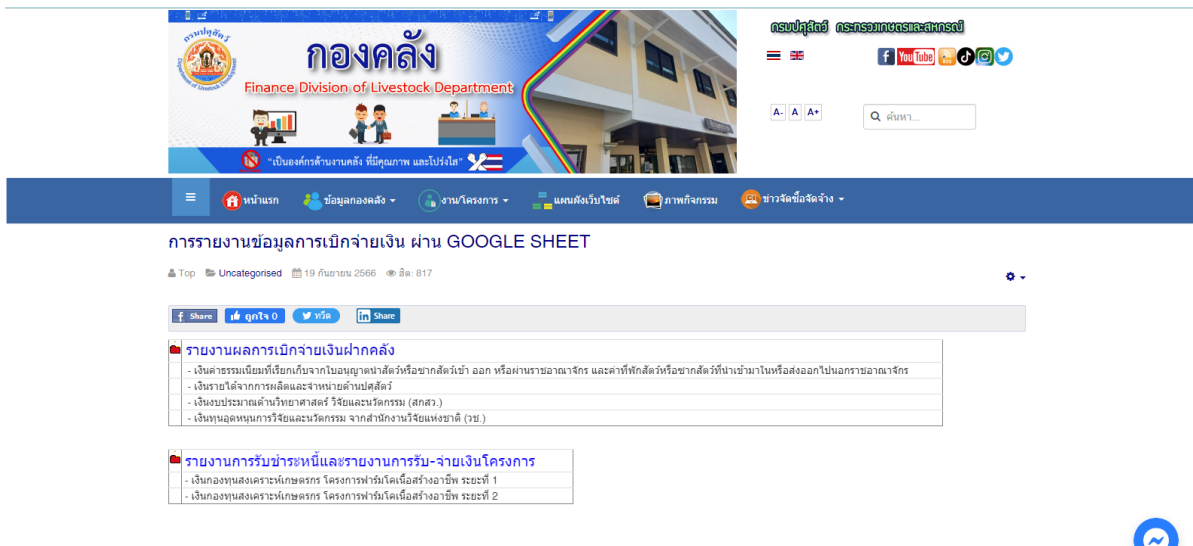 กรมปศุสัตว์ กระทรวงเกษตรและสหกรณ์
กองคลัง
Finance Division of Livestock Department
"เป็นองค์กรด้านงานคลัง ที่มีคุณภาพ และโปร่งใส"
You Tube
A- A A+
ค้นหา...
หน้าแรก ข้อมูลกองคลัง งาน/โครงการ แผนผังเว็บไซต์ ภาพกิจกรรม ข่าวจัดซื้อจัดจ้าง
การรายงานข้อมูลการเบิกจ่ายเงิน ผ่าน GOOGLE SHEET
Top Uncategorised 19 กันยายน 2566 ฮิต: 817
Share ถูกใจ 0 ทวีต in Share
รายงานผลการเบิกจ่ายเงินฝากคลัง
- เงินค่าธรรมเนียมที่เรียกเก็บจากใบอนุญาตนำสัตว์หรือซากสัตว์เข้า ออก หรือผ่านราชอาณาจักร และค่าที่พักสัตว์หรือซากสัตว์ที่นำเข้ามาในหรือส่งออกไปนอกราชอาณาจักร
- เงินรายได้จากการผลิตและจำหน่ายด้านปศุสัตว์
- เงินงบประมาณด้านวิทยาศาสตร์ วิจัยและนวัตกรรม (สกสว.)
- เงินทุนอุดหนุนการวิจัยและนวัตกรรม จากสำนักงานวิจัยแห่งชาติ (วช.)
รายงานการรับชำระหนี้และรายงานการรับ-จ่ายเงินโครงการ
- เงินกองทุนสงเคราะห์เกษตรกร โครงการฟาร์มโคเนื้อสร้างอาชีพ ระยะที่ 1
- เงินกองทุนสงเคราะห์เกษตรกร โครงการฟาร์มโคเนื้อสร้างอาชีพ ระยะที่ 2